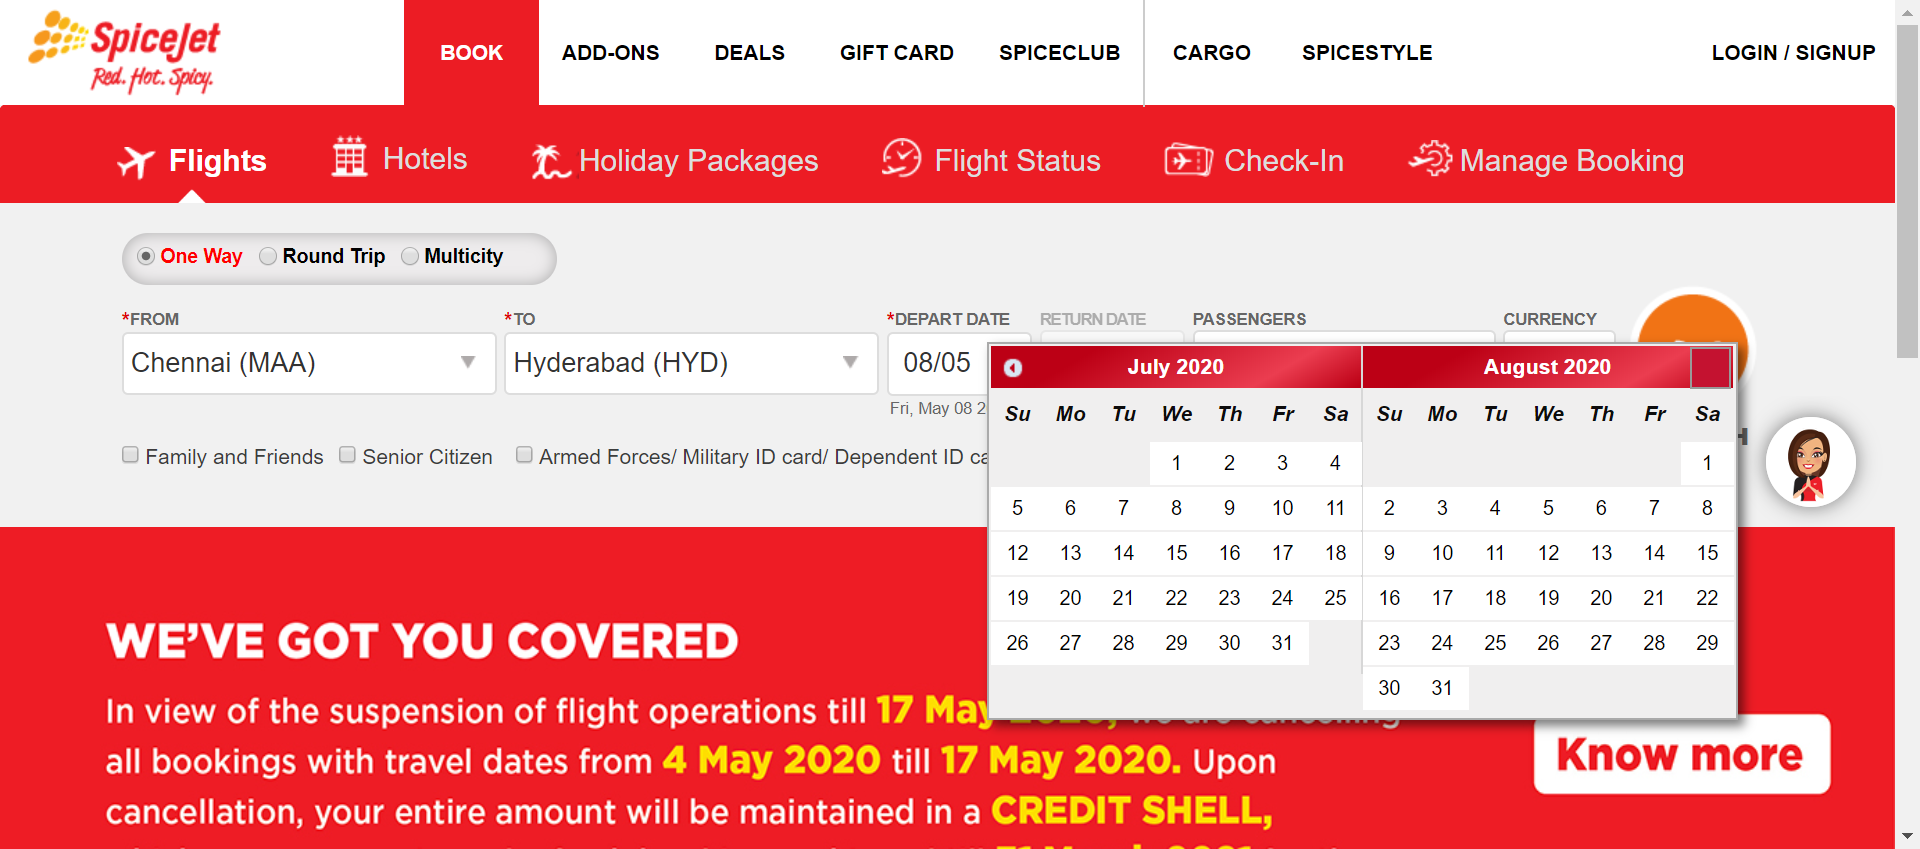 SpiceJet
Red. Hot. Spicy.
BOOK ADD-ONS DEALS GIFT CARD SPICECLUB CARGO SPICESTYLE LOGIN / SIGNUP
Flights Hotels Holiday Packages Flight Status Check-In Manage Booking
One Way Round Trip Multicity
*FROM *TO *DEPART DATE RETURN DATE PASSENGERS CURRENCY
Chennai (MAA) Hyderabad (HYD) 08/05
Fri, May 08 2
Family and Friends Senior Citizen Armed Forces/ Military ID card/ Dependent ID ca
H
July 2020 August 2020
Su Mo Tu We Th Fr Sa Su Mo Tu We Th Fr Sa
1 2 3 4 1
5 6 7 8 9 10 11 2 3 4 5 6 7 8
12 13 14 15 16 17 18 9 10 11 12 13 14 15
19 20 21 22 23 24 25 16 17 18 19 20 21 22
26 27 28 29 30 31 23 24 25 26 27 28 29
30 31
WE'VE GOT YOU COVERED
In view of the suspension of flight operations till 17 May 2020, we are cancelling
all bookings with travel dates from 4 May 2020 till 17 May 2020. Upon
cancellation, your entire amount will be maintained in a CREDIT SHELL,
Know more